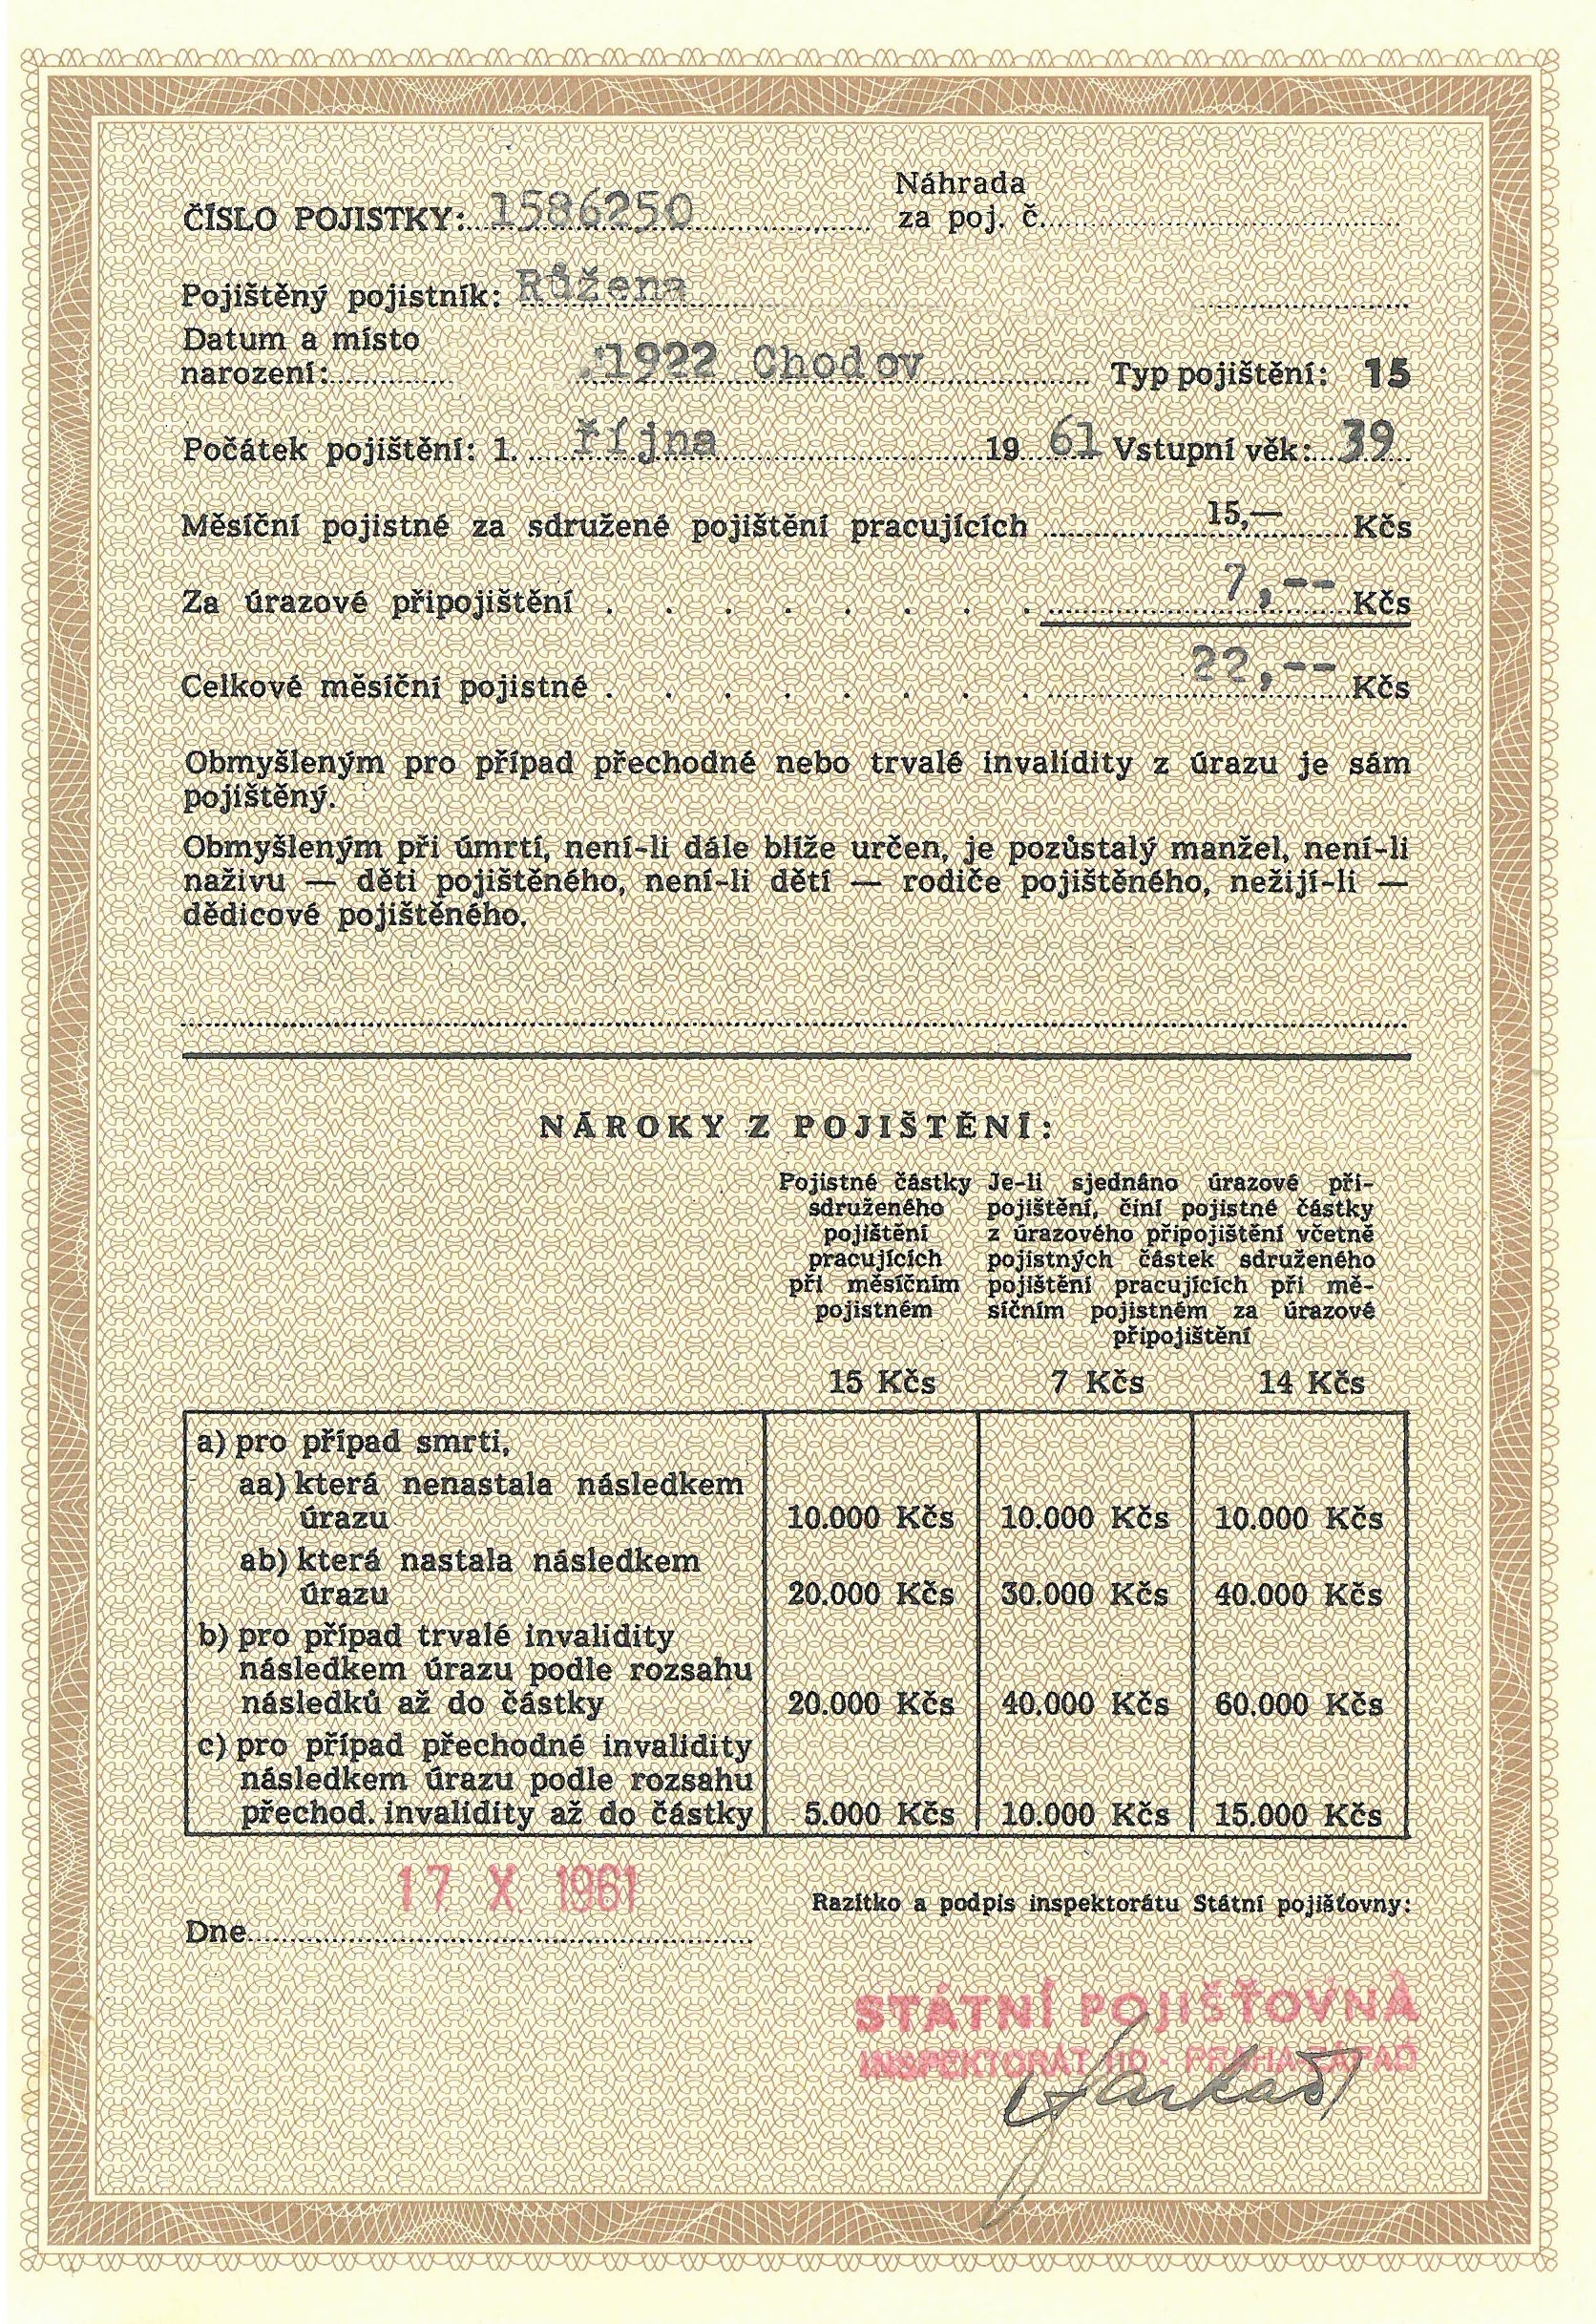 Náhrada
ČÍSLO POJISTKY: 1586250 za poj. č.
Pojištěný pojistník: Růžena
Datum a místo
narození: 1922 Chodov Typ pojištění: 15
Počátek pojištění: 1. října 19 61 Vstupní věk: 39
Měsíční pojistné za sdružené pojištění pracujících 15,— Kčs
Za úrazové připojištění . . . . . . . . 7,-- Kčs
Celkové měsíční pojistné . . . . . . . . 22,-- Kčs
Obmyšleným pro případ přechodné nebo trvalé invalidity z úrazu je sám
pojištěný.
Obmyšleným při úmrtí, není-li dále blíže určen, je pozůstalý manžel, není-li
naživu — děti pojištěného, není-li dětí — rodiče pojištěného, nežijí-li —
dědicové pojištěného.
NÁROKY Z POJIŠTĚNÍ:
Pojistné částky
sdruženého
pojištění
pracujících
při měsíčním
pojistném
Je-li sjednáno úrazové při-
pojištění, činí pojistné částky
z úrazového připojištění včetně
pojistných částek sdruženého
pojištění pracujících při mě-
síčním pojistném za úrazové
připojištění
15 Kčs 7 Kčs 14 Kčs
a) pro případ smrti,
aa) která nenastala následkem
úrazu 10.000 Kčs 10.000 Kčs 10.000 Kčs
ab) která nastala následkem
úrazu 20.000 Kčs 30.000 Kčs 40.000 Kčs
b) pro případ trvalé invalidity
následkem úrazu podle rozsahu
následků až do částky 20.000 Kčs 40.000 Kčs 60.000 Kčs
c) pro případ přechodné invalidity
následkem úrazu podle rozsahu
přechod. invalidity až do částky 5.000 Kčs 10.000 Kčs 15.000 Kčs
17 X 1961
Dne
Razítko a podpis inspektorátu Státní pojišťovny:
STÁTNÍ POJIŠŤOVNA
INSPEKTORÁT PRAHA-ZÁPAD